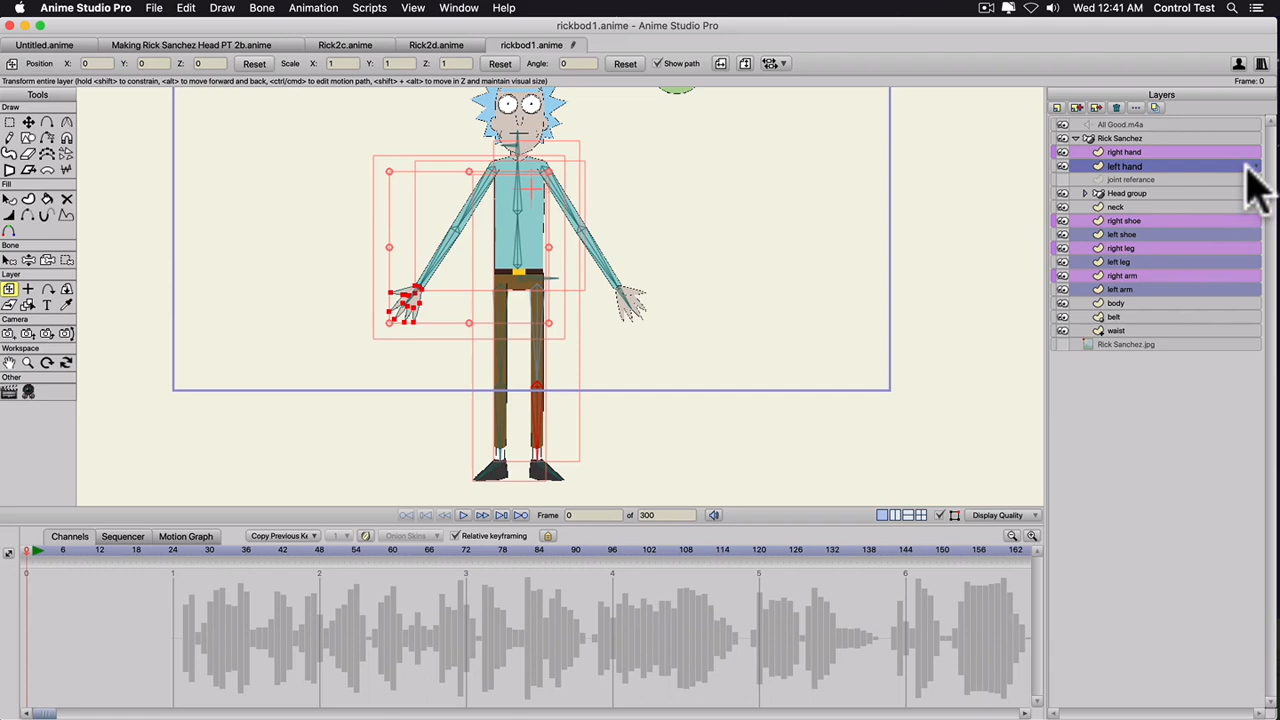 Anime Studio Pro File Edit Draw Bone Animation Scripts View Window Help Wed 12:41 AM Control Test
rickbod1.anime - Anime Studio Pro
Untitled.anime Making Rick Sanchez Head PT 2b.anime Rick2c.anime Rick2d.anime rickbod1.anime
Position X: 0 Y: 0 Z: 0 Reset Scale X: 1 Y: 1 Z: 1 Reset Angle: 0 Reset Show path
Transform entire layer (hold <shift> to constrain, <alt> to move forward and back, <ctrl/cmd> to edit motion path, <shift> + <alt> to move in Z and maintain visual size) Frame: 0
Tools
Draw
Fill
Bone
Layer
Camera
Workspace
Other
Layers
All Good.m4a
Rick Sanchez
right hand
left hand
joint referance
Head group
neck
right shoe
left shoe
right leg
left leg
right arm
left arm
body
belt
waist
Rick Sanchez.jpg
Frame 0 of 300 Display Quality
Channels Sequencer Motion Graph Copy Previous Ke 1 Onion Skins Relative keyframing
0 6 12 18 24 30 36 42 48 54 60 66 72 78 84 90 96 102 108 114 120 126 132 138 144 150 156 162
0 1 2 3 4 5 6